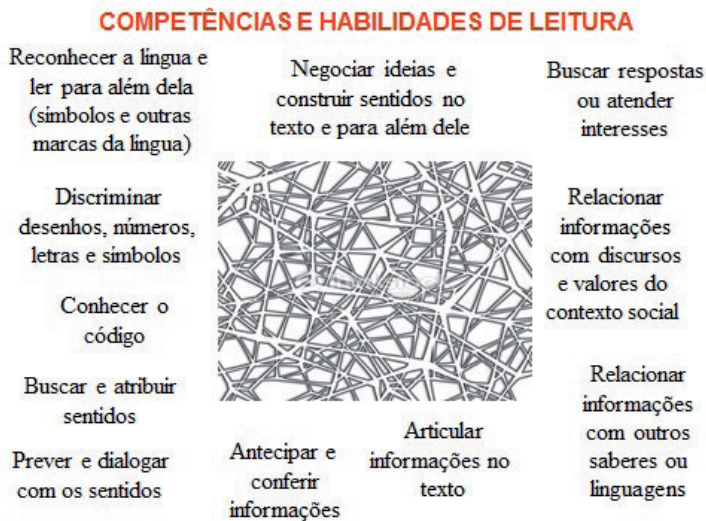 COMPETÊNCIAS E HABILIDADES DE LEITURA
Reconhecer a língua e
ler para além dela
(símbolos e outras
marcas da língua)
Negociar ideias e
construir sentidos no
texto e para além dele
Buscar respostas
ou atender
interesses
Discriminar
desenhos, números,
letras e símbolos
Relacionar
informações
com discursos
e valores do
contexto social
Conhecer o
código
Buscar e atribuir
sentidos
Relacionar
informações
com outros
saberes ou
linguagens
Prever e dialogar
com os sentidos
Antecipar e
conferir
informações
Articular
informações no
texto